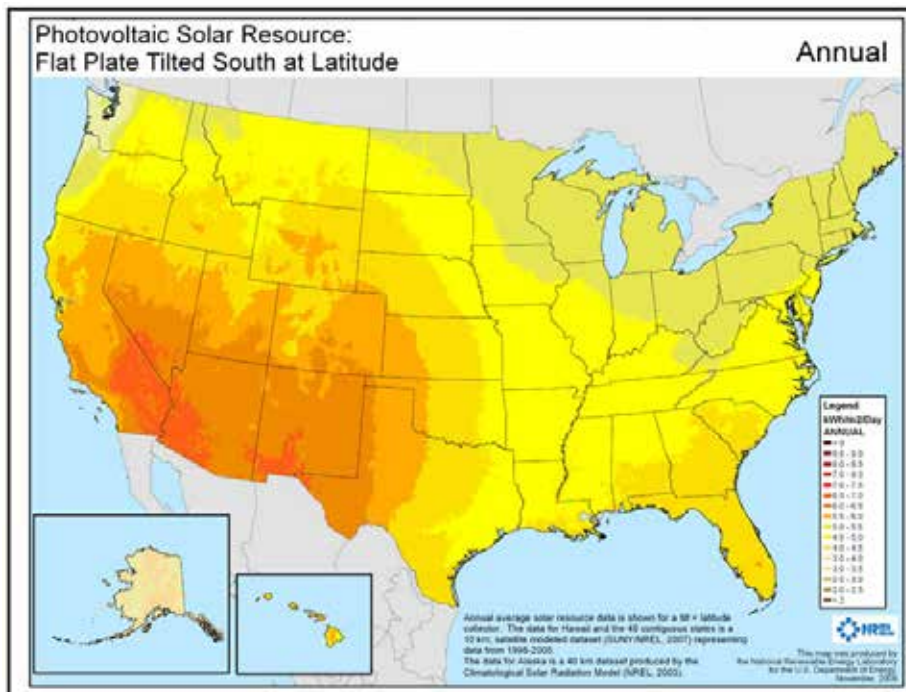 Photovoltaic Solar Resource:
Flat Plate Tilted South at Latitude
Annual
Legend
kWh/m2/Day
ANNUAL
Annual average solar resource data is shown for a tilt = latitude
collector. The data for Hawaii and the 48 contiguous states is a
10 km, satellite modeled dataset (SUNY/NREL, 2007) representing
data from 1998-2005.
The data for Alaska is a 40 km dataset produced by the
Climatological Solar Radiation Model (NREL, 2003).
NREL
This map was produced by
the National Renewable Energy Laboratory
for the U.S. Department of Energy.